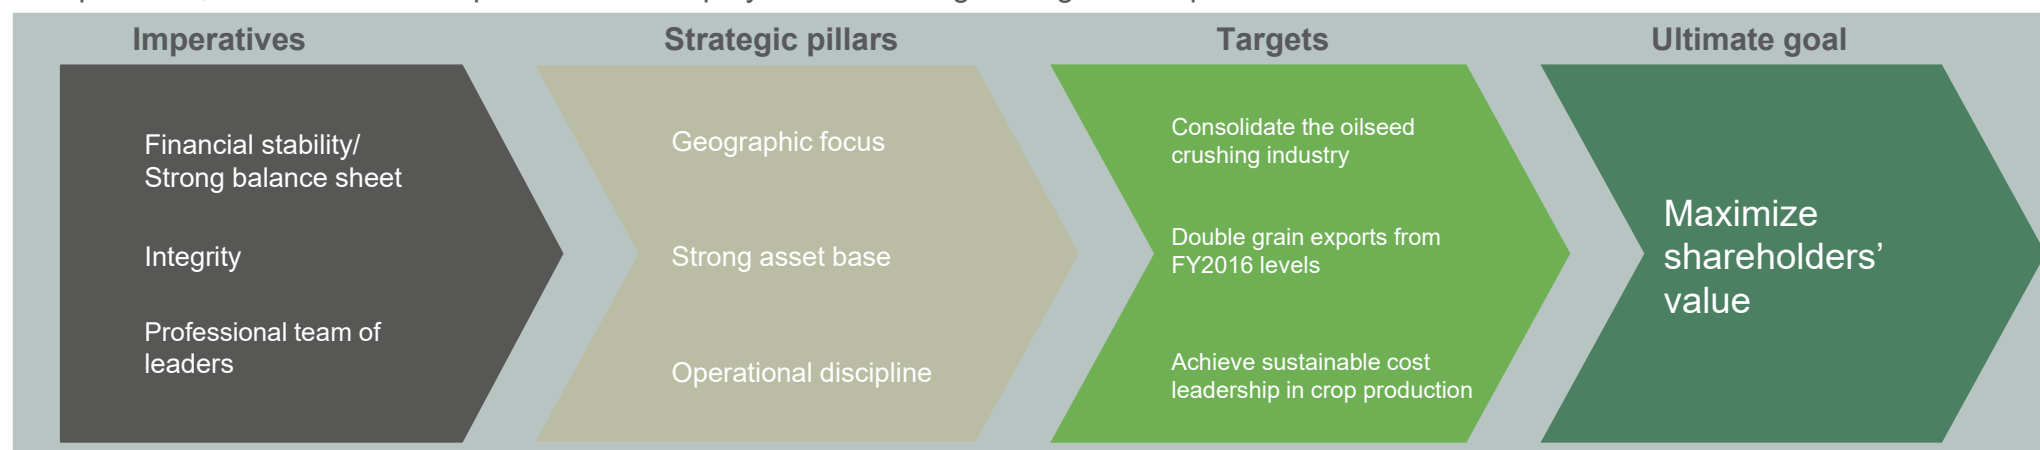 Imperatives
Financial stability/
Strong balance sheet
Integrity
Professional team of
leaders
Strategic pillars
Geographic focus
Strong asset base
Operational discipline
Targets
Consolidate the oilseed
crushing industry
Double grain exports from
FY2016 levels
Achieve sustainable cost
leadership in crop production
Ultimate goal
Maximize
shareholders’
value